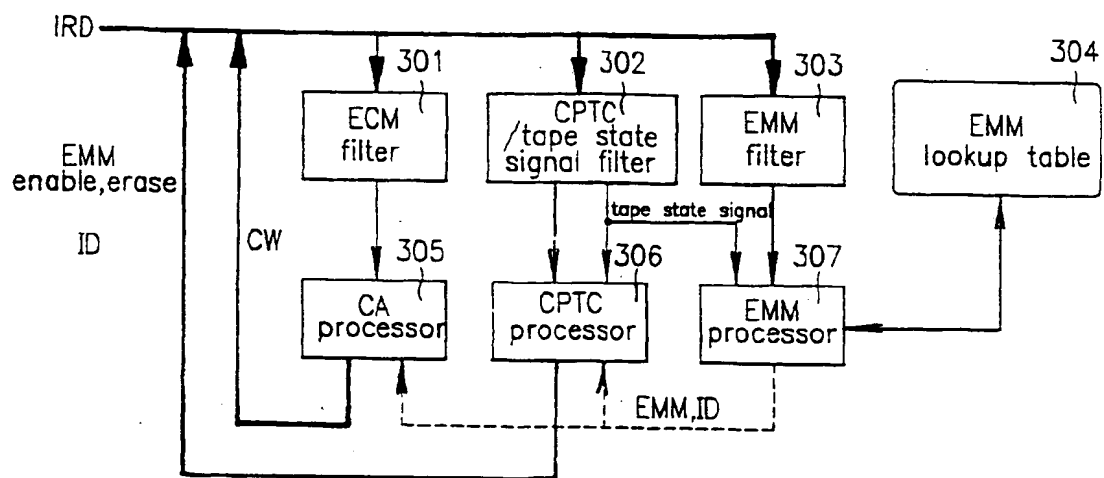 IRD
301
302
303
304
ECM
filter
CPTC
/tape state
signal filter
EMM
filter
EMM
lookup table
EMM
enable,erase
ID
CW
tape state signal
305
306
307
CA
processor
CPTC
processor
EMM
processor
EMM,ID